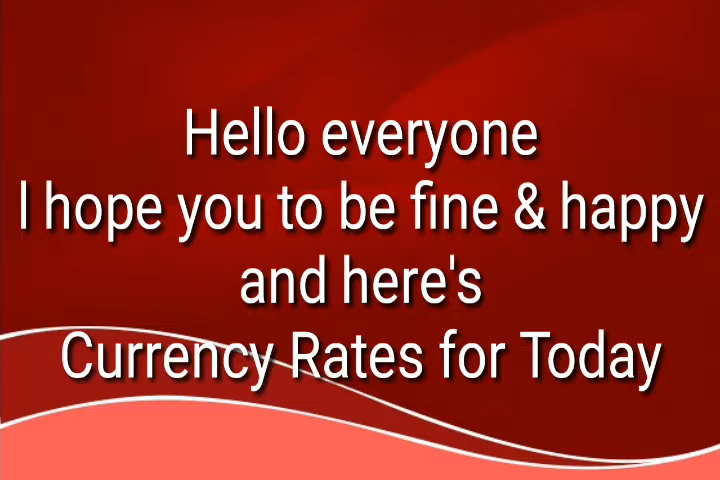 Hello everyone
I hope you to be fine & happy
and here's
Currency Rates for Today